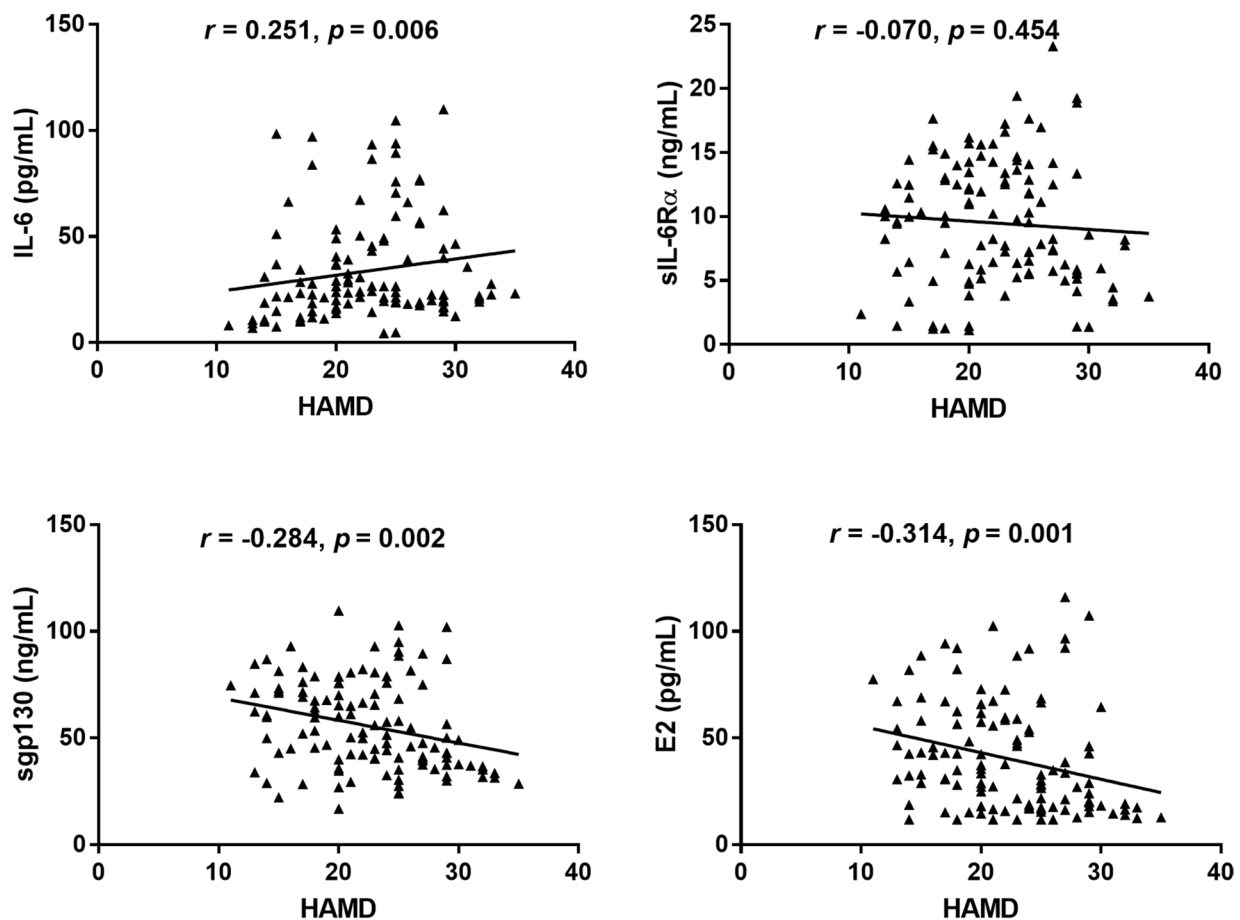 r = 0.251, p = 0.006
IL-6 (pg/mL)
150
100
50
0
0 10 20 30 40
HAMD
r = -0.070, p = 0.454
sIL-6Rα (ng/mL)
25
20
15
10
5
0
0 10 20 30 40
HAMD
r = -0.284, p = 0.002
sgp130 (ng/mL)
150
100
50
0
0 10 20 30 40
HAMD
r = -0.314, p = 0.001
E2 (pg/mL)
150
100
50
0
0 10 20 30 40
HAMD